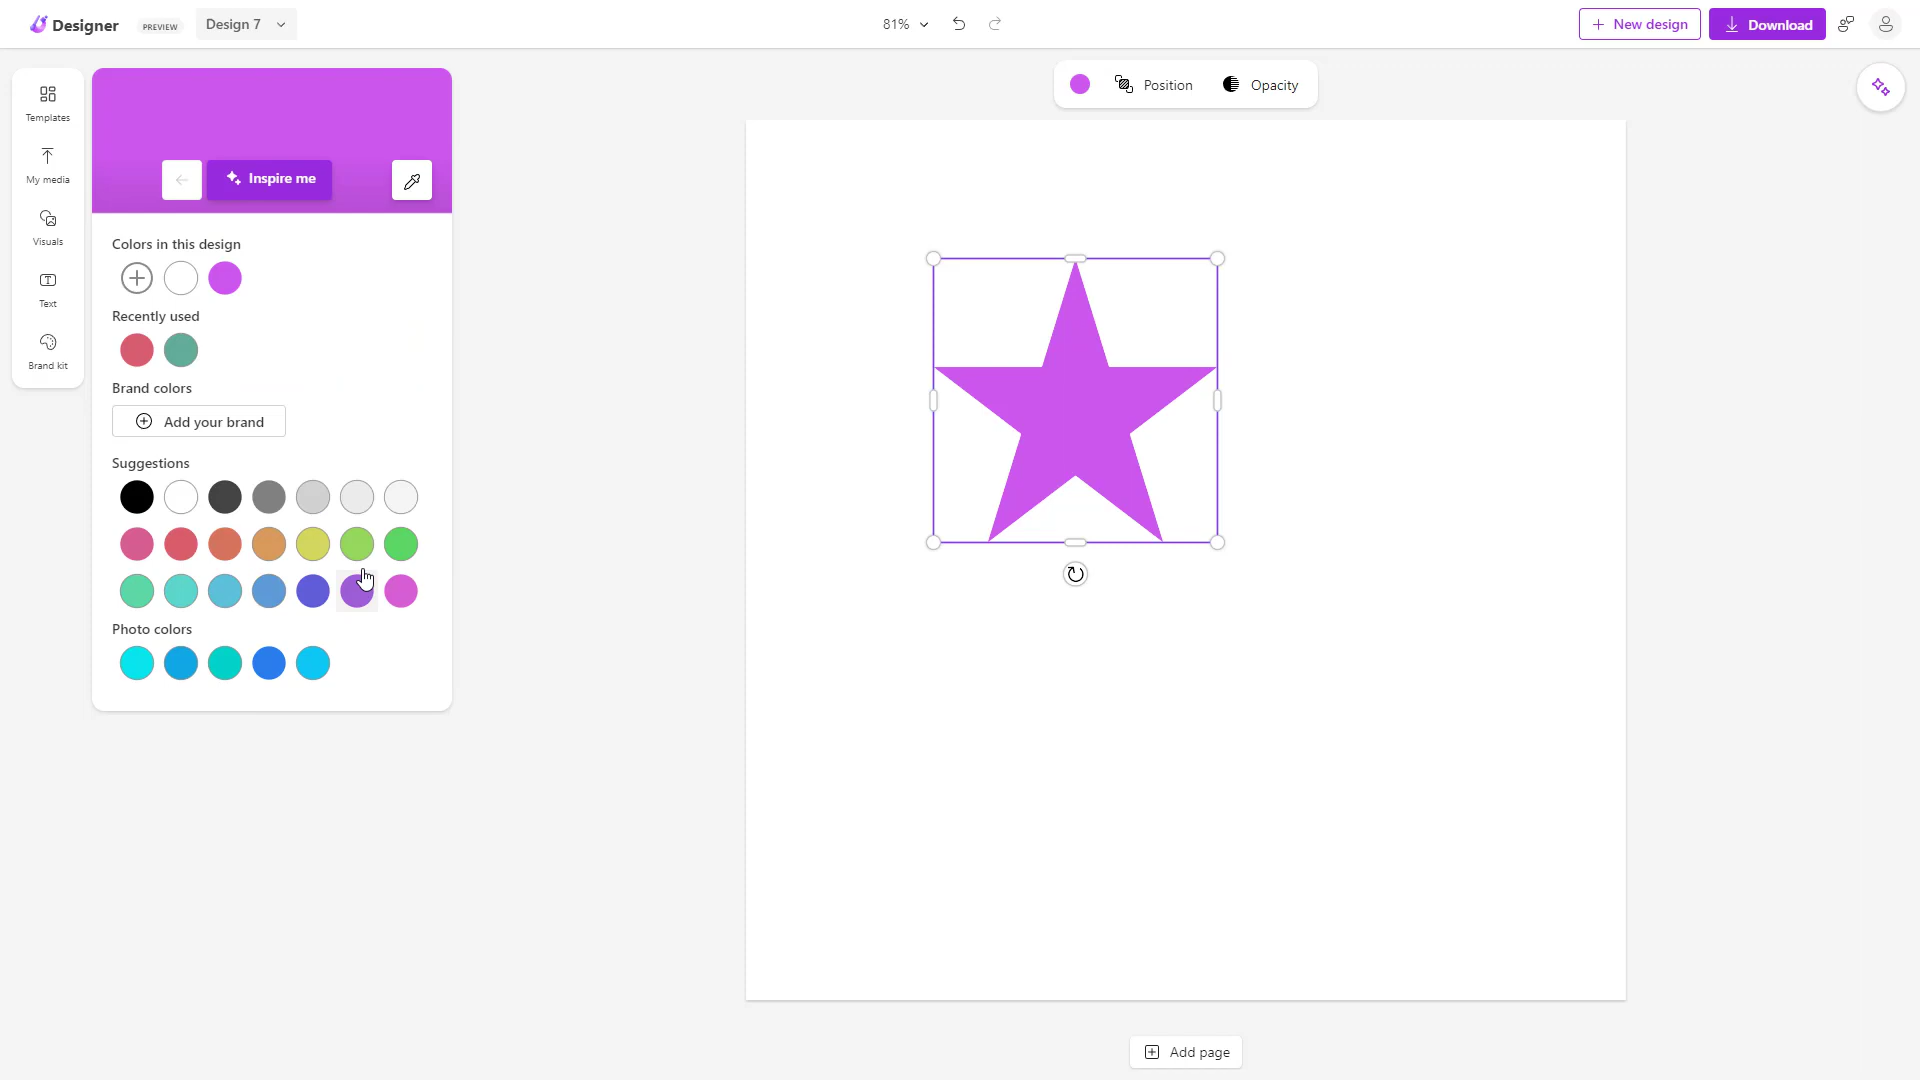 Designer PREVIEW Design 7 81% New design Download
Position Opacity
Templates
My media
Visuals
Text
Brand kit
Inspire me
Colors in this design
Recently used
Brand colors
Add your brand
Suggestions
Photo colors
Add page